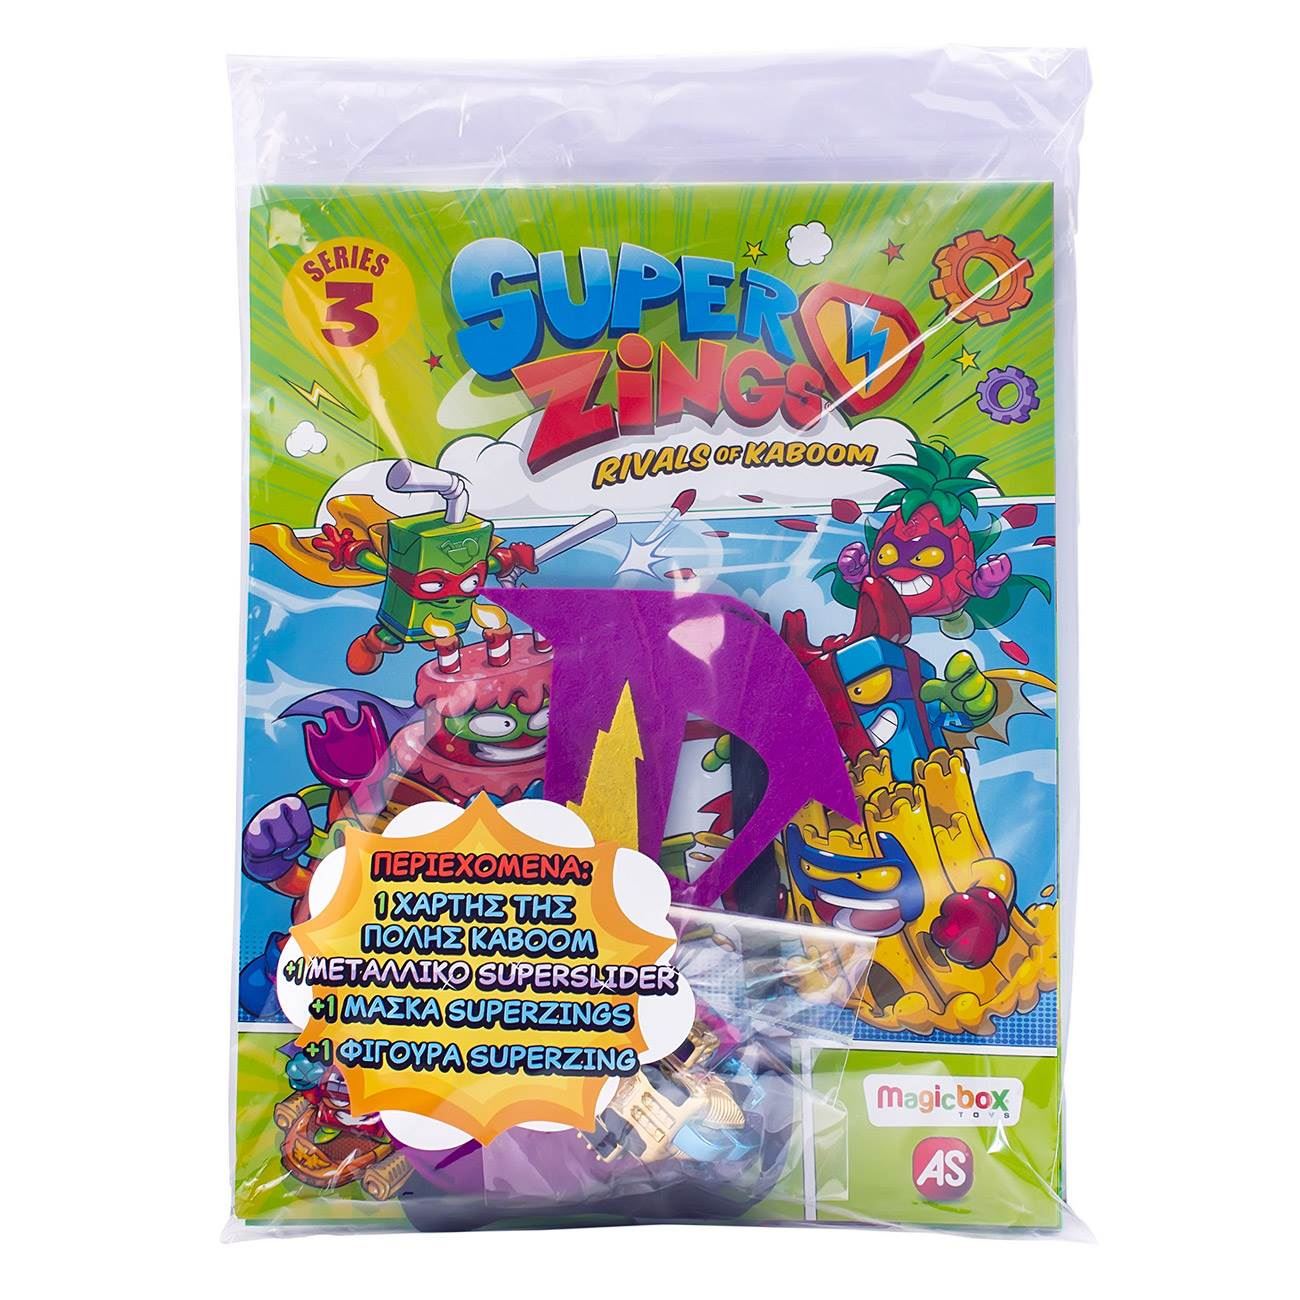 SERIES
3
SUPER
ZINGS
RIVALS OF KABOOM
ΠΕΡΙΕΧΟΜΕΝΑ:
1 ΧΑΡΤΗΣ ΤΗΣ
ΠΟΛΗΣ KABOOM
+1 ΜΕΤΑΛΛΙΚΟ SUPERSLIDER
+1 ΜΑΣΚΑ SUPERZINGS
+1 ΦΙΓΟΥΡΑ SUPERZING
magicbox
TOYS
AS